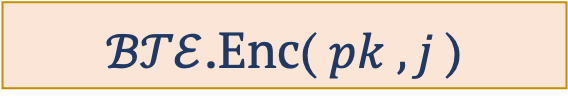 𝓑𝓣𝓔.Enc( 𝑝𝑘 , 𝑗 )